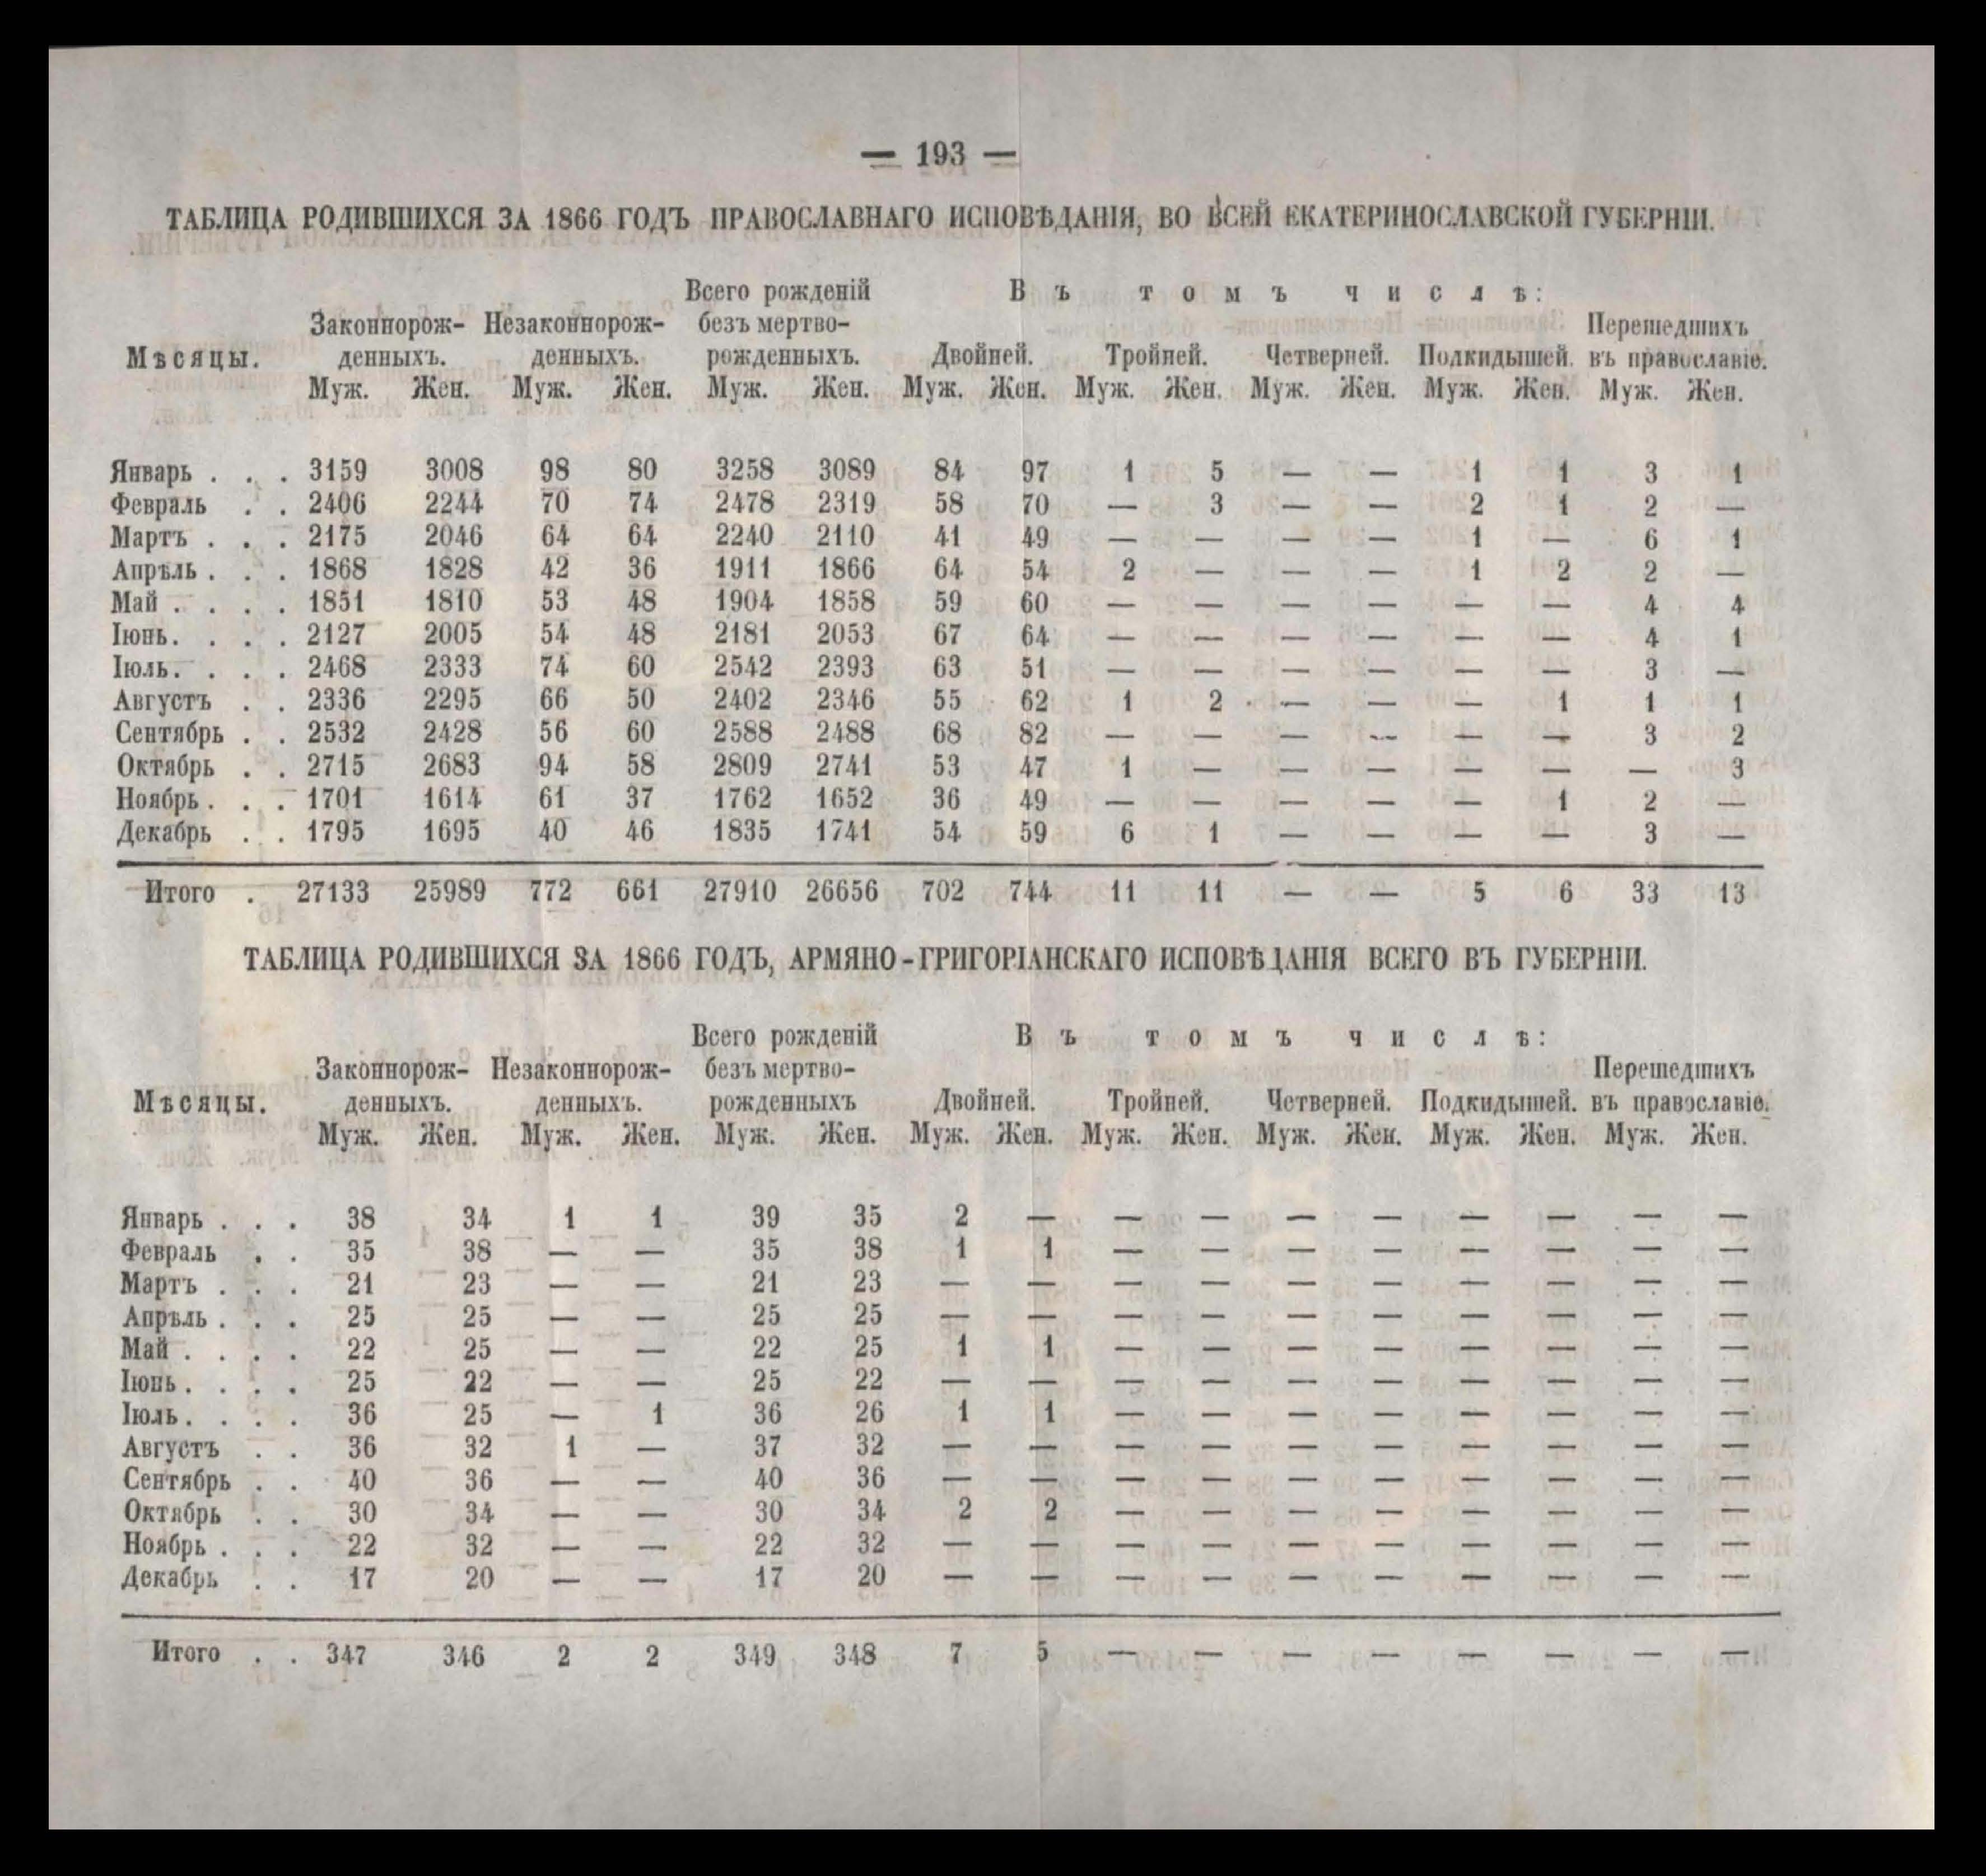 — 193 —
ТАБЛИЦА РОДИВШИХСЯ ЗА 1866 ГОДЪ ПРАВОСЛАВНАГО ИСПОВѢДАНІЯ, ВО ВСЕЙ ЕКАТЕРИНОСЛАВСКОЙ ГУБЕРНІИ.
Всего рожденій В ъ т о м ъ ч и с л ѣ:
Законнорож- Незаконнорож- безъ мертво- Перешедшихъ
Мѣсяцы. денныхъ. денныхъ. рожденныхъ. Двойней. Тройней. Четверней. Подкидышей. въ православіе.
Муж. Жен. Муж. Жен. Муж. Жен. Муж. Жен. Муж. Жен. Муж. Жен. Муж. Жен. Муж. Жен.
Январь . . . 3159 3008 98 80 3258 3089 84 97 1 5 — — 1 1 3 1
Февраль . . 2406 2244 70 74 2478 2319 58 70 — 3 — — 2 1 2 —
Мартъ . . . 2175 2046 64 64 2240 2110 41 49 — — — — 1 — 6 1
Апрѣль . . . 1868 1828 42 36 1911 1866 64 54 2 — — — 1 2 2 —
Май . . . . 1851 1810 53 48 1904 1858 59 60 — — — — — — 4 4
Іюнь. . . . 2127 2005 54 48 2181 2053 67 64 — — — — — — 4 1
Іюль. . . . 2468 2333 74 60 2542 2393 63 51 — — — — — — 3 —
Августъ . . 2336 2295 66 50 2402 2346 55 62 1 2 — — — 1 1 1
Сентябрь . . 2532 2428 56 60 2588 2488 68 82 — — — — — — 3 2
Октябрь . . 2715 2683 94 58 2809 2741 53 47 1 — — — — — — 3
Ноябрь . . . 1701 1614 61 37 1762 1652 36 49 — — — — — 1 2 —
Декабрь . . 1795 1695 40 46 1835 1741 54 59 6 1 — — — — 3 —
Итого . 27133 25989 772 661 27910 26656 702 744 11 11 — — 5 6 33 13
ТАБЛИЦА РОДИВШИХСЯ ЗА 1866 ГОДЪ, АРМЯНО-ГРИГОРІАНСКАГО ИСПОВѢДАНІЯ ВСЕГО ВЪ ГУБЕРНІИ.
Всего рожденій В ъ т о м ъ ч и с л ѣ:
Законнорож- Незаконнорож- безъ мертво- Перешедшихъ
Мѣсяцы. денныхъ. денныхъ. рожденныхъ Двойней. Тройней. Четверней. Подкидышей. въ православіе.
Муж. Жен. Муж. Жен. Муж. Жен. Муж. Жен. Муж. Жен. Муж. Жен. Муж. Жен. Муж. Жен.
Январь . . . 38 34 1 1 39 35 2 — — — — — — — — —
Февраль . . 35 38 — — 35 38 1 1 — — — — — — — —
Мартъ . . . 21 23 — — 21 23 — — — — — — — — — —
Апрѣль . . . 25 25 — — 25 25 — — — — — — — — — —
Май . . . . 22 25 — — 22 25 1 1 — — — — — — — —
Іюнь. . . . 25 22 — — 25 22 — — — — — — — — — —
Іюль. . . . 36 25 — 1 36 26 1 1 — — — — — — — —
Августъ . . 36 32 1 — 37 32 — — — — — — — — — —
Сентябрь . . 40 36 — — 40 36 — — — — — — — — — —
Октябрь . . 30 34 — — 30 34 2 2 — — — — — — — —
Ноябрь . . . 22 32 — — 22 32 — — — — — — — — — —
Декабрь . . 17 20 — — 17 20 — — — — — — — — — —
Итого . . 347 346 2 2 349 348 7 5 — — — — — — — —